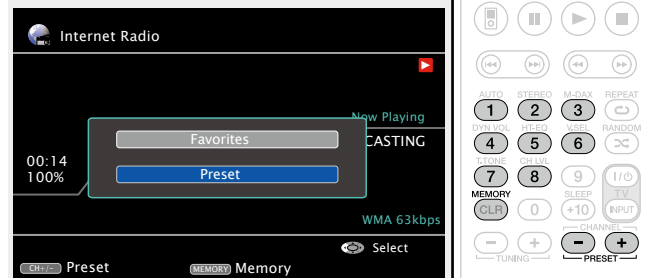 Internet Radio
Now Playing
Favorites
CASTING
Preset
00:14
100%
WMA 63kbps
Select
CH+/− Preset
MEMORY Memory
AUTO STEREO M-DAX REPEAT
1 2 3
DYN VOL HT-EQ V.SEL RANDOM
4 5 6
T.TONE CH LVL
7 8 9 I/⏻
MEMORY SLEEP TV
CLR 0 +10 INPUT
CHANNEL
− + − +
TUNING PRESET